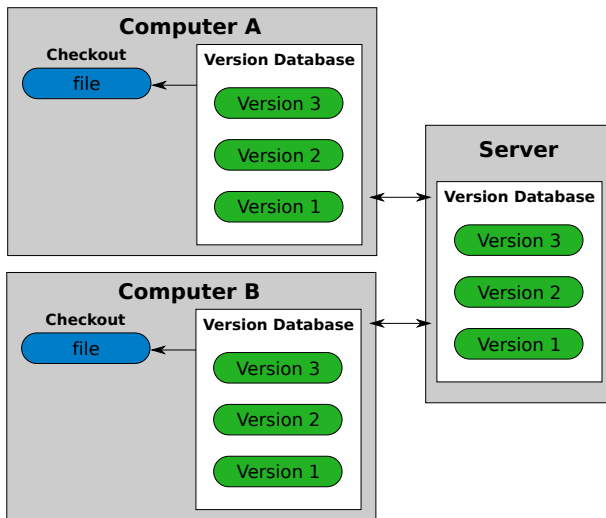 Computer A
Checkout
file
Version Database
Version 3
Version 2
Version 1
Computer B
Checkout
file
Version Database
Version 3
Version 2
Version 1
Server
Version Database
Version 3
Version 2
Version 1